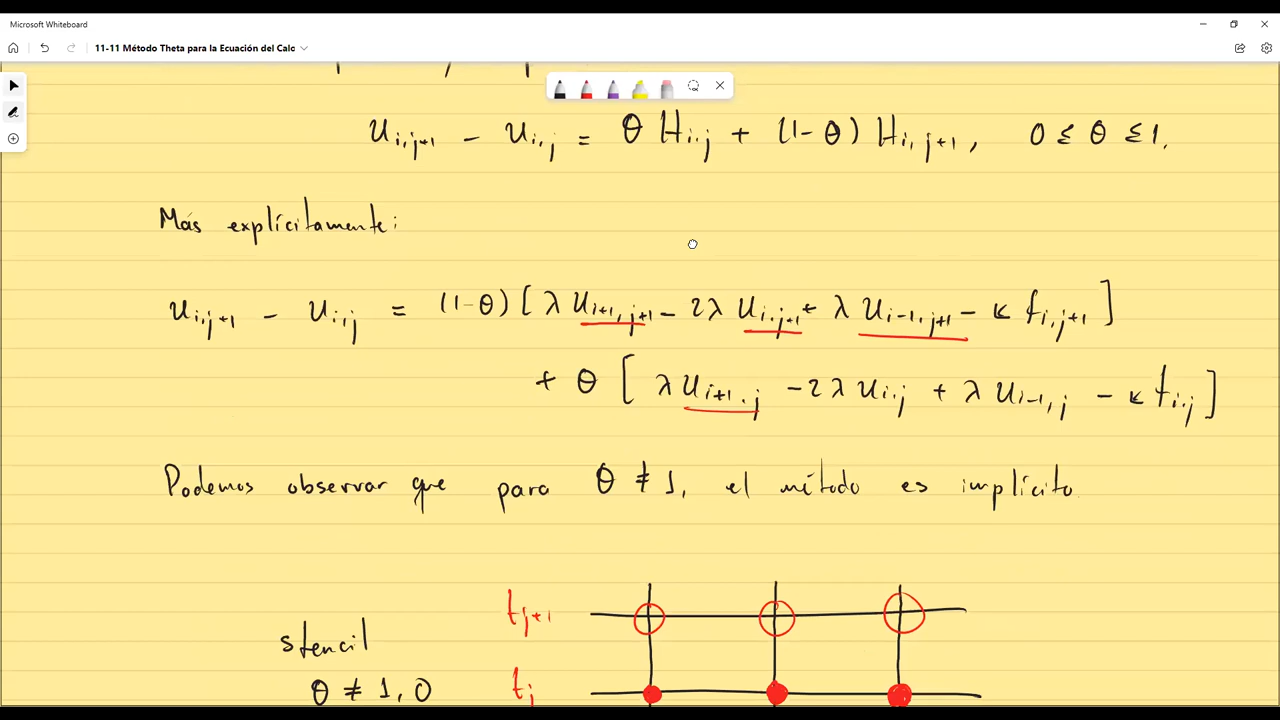 Microsoft Whiteboard
11-11 Método Theta para la Ecuación del Calc
u_{i,j+1} - u_{i,j} = θ H_{i,j} + (1-θ) H_{i,j+1}, 0 ≤ θ ≤ 1.
Más explícitamente:
u_{i,j+1} - u_{i,j} = (1-θ) [ λ u_{i+1,j+1} - 2λ u_{i,j+1} + λ u_{i-1,j+1} - κ f_{i,j+1} ]
+ θ [ λ u_{i+1,j} - 2λ u_{i,j} + λ u_{i-1,j} - κ f_{i,j} ]
Podemos observar que para θ ≠ 1, el método es implícito
t_{j+1}
stencil
θ ≠ 1, 0 t_j